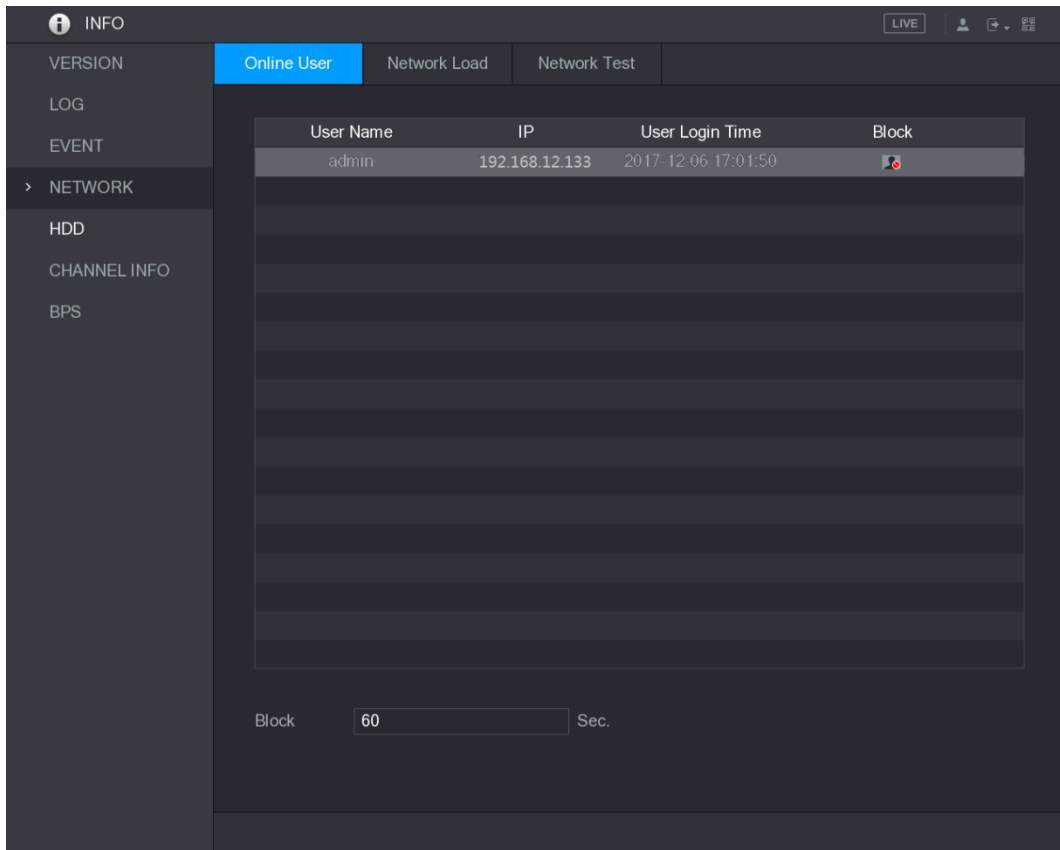 INFO LIVE
VERSION
LOG
EVENT
NETWORK
HDD
CHANNEL INFO
BPS
Online User Network Load Network Test
User Name IP User Login Time Block
admin 192.168.12.133 2017-12-06 17:01:50
Block 60 Sec.